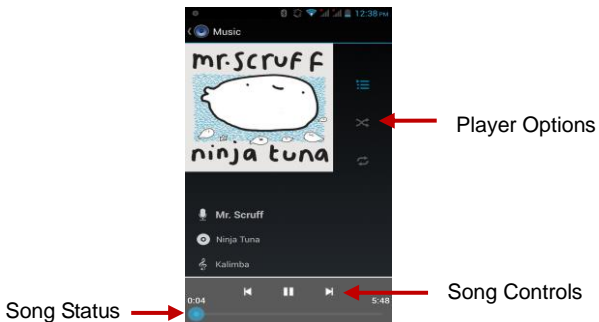 12:38 PM
Music
mr.scruff
ninja tuna
Player Options
Mr. Scruff
Ninja Tuna
Kalimba
0:04
5:48
Song Controls
Song Status